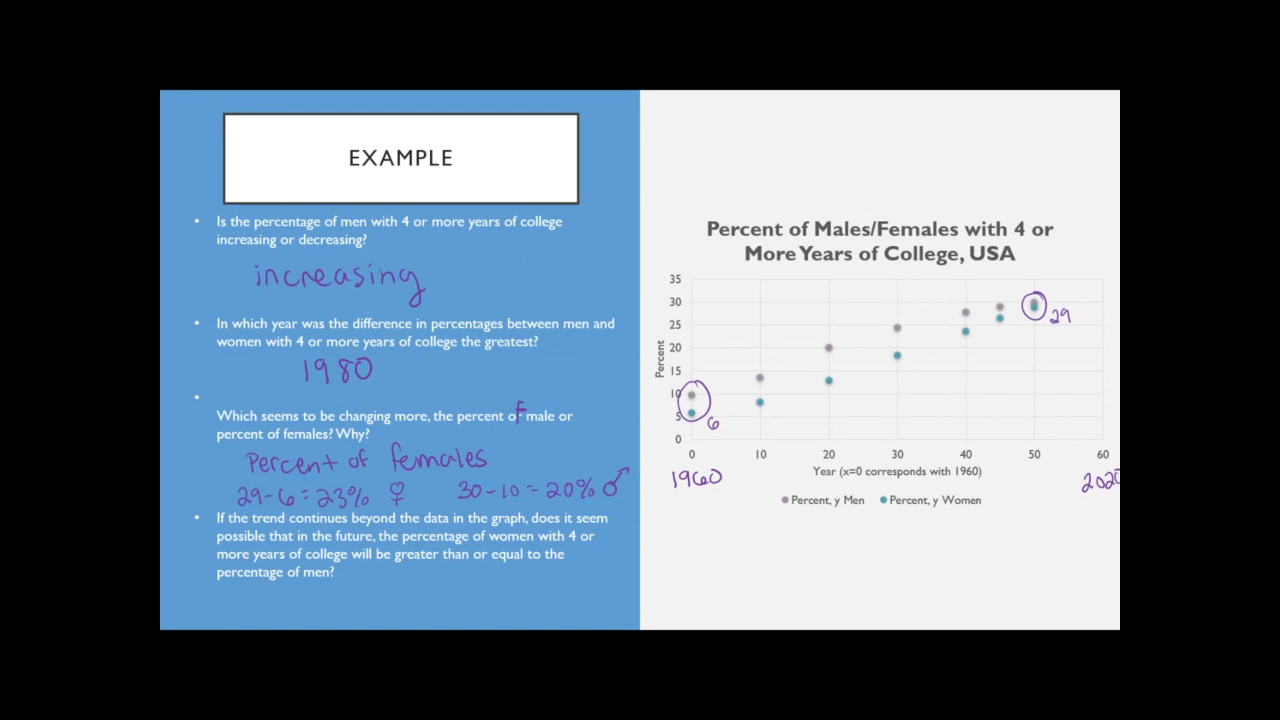 EXAMPLE
• Is the percentage of men with 4 or more years of college
increasing or decreasing?
increasing
• In which year was the difference in percentages between men and
women with 4 or more years of college the greatest?
1980
•
Which seems to be changing more, the percent of male or
percent of females? Why?
Percent of females
29-6=23% ♀ 30-10=20% ♂
• If the trend continues beyond the data in the graph, does it seem
possible that in the future, the percentage of women with 4 or
more years of college will be greater than or equal to the
percentage of men?
Percent of Males/Females with 4 or
More Years of College, USA
35
30
25
20
15
10
5
0
Percent
29
6
0 10 20 30 40 50 60
1960 2020
Year (x=0 corresponds with 1960)
Percent, y Men Percent, y Women